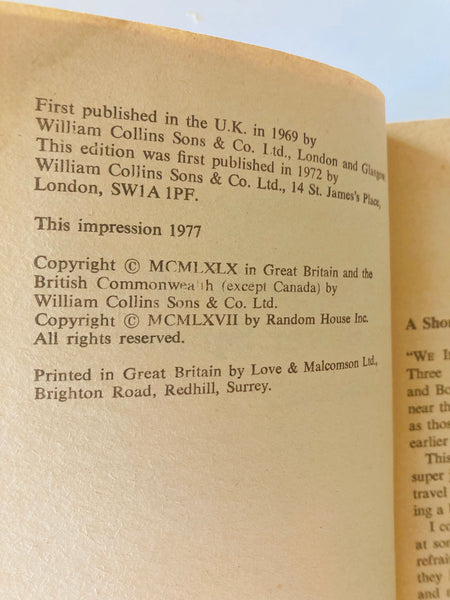 First published in the U.K. in 1969 by
William Collins Sons & Co. Ltd., London and Glasgow
This edition was first published in 1972 by
William Collins Sons & Co. Ltd., 14 St. James's Place,
London, SW1A 1PF.
This impression 1977
Copyright © MCMLXLX in Great Britain and the
British Commonwealth (except Canada) by
William Collins Sons & Co. Ltd.
Copyright © MCMLXVII by Random House Inc.
All rights reserved.
Printed in Great Britain by Love & Malcomson Ltd.,
Brighton Road, Redhill, Surrey.
A Shor
"WE I
Three
and Bo
near th
as thos
earlier
This
super
travel
ing a
I c
at som
refrai
they
and